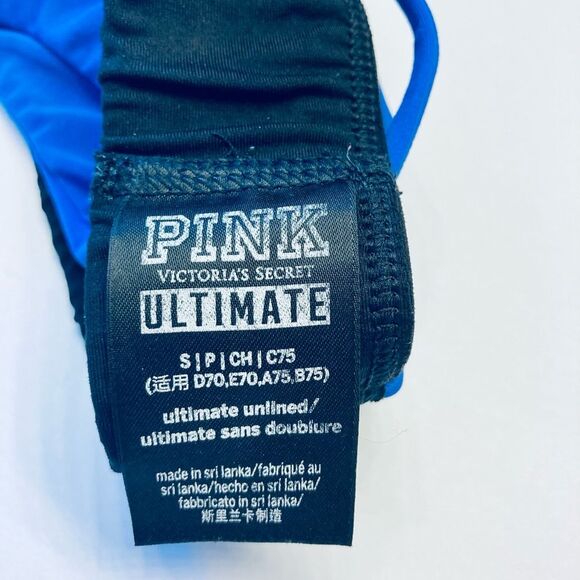 PINK
VICTORIA'S SECRET
ULTIMATE
S|P|CH|C75
(适用 D70,E70,A75,B75)
ultimate unlined/
ultimate sans doublure
made in sri lanka/fabriqué au
sri lanka/hecho en sri lanka/
fabbricato in sri lanka/
斯里兰卡制造